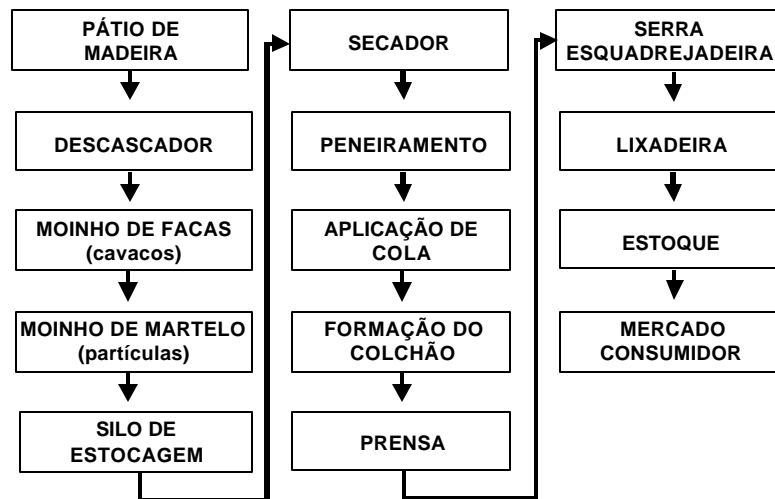 PÁTIO DE
MADEIRA
DESCASCADOR
MOINHO DE FACAS
(cavacos)
MOINHO DE MARTELO
(partículas)
SILO DE
ESTOCAGEM
SECADOR
PENEIRAMENTO
APLICAÇÃO DE
COLA
FORMAÇÃO DO
COLCHÃO
PRENSA
SERRA
ESQUADREJADEIRA
LIXADEIRA
ESTOQUE
MERCADO
CONSUMIDOR